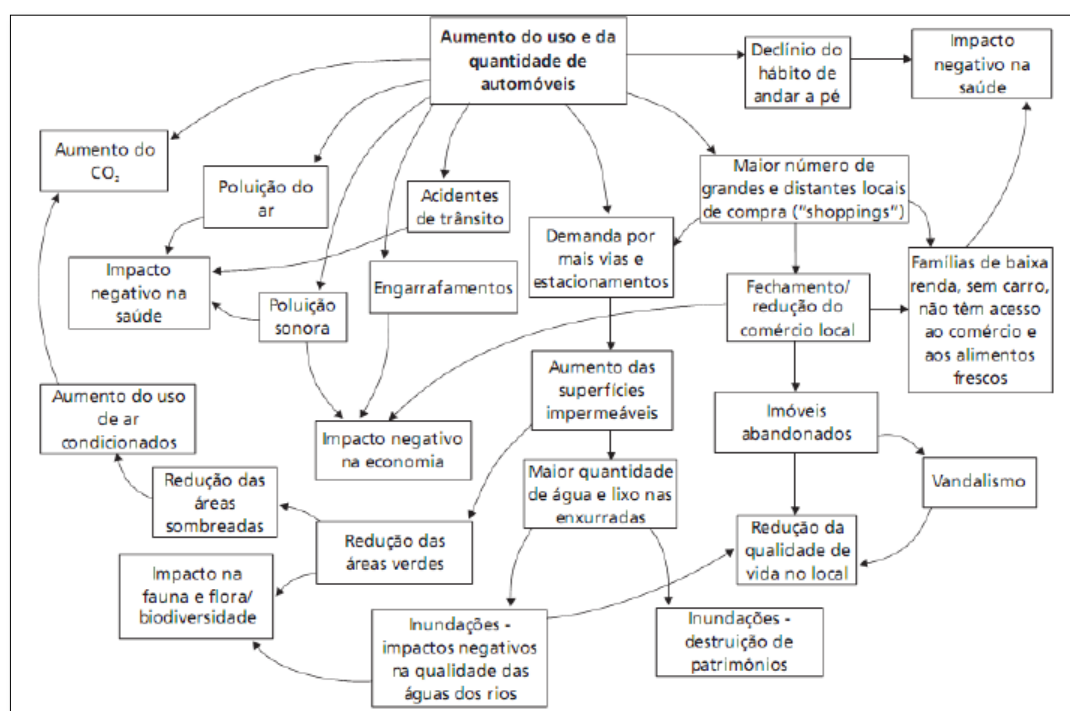 Aumento do uso e da
quantidade de
automóveis
Declínio do
hábito de
andar a pé
Impacto
negativo na
saúde
Aumento do
CO₂
Poluição do
ar
Acidentes
de trânsito
Maior número de
grandes e distantes locais
de compra ("shoppings")
Impacto
negativo na
saúde
Poluição
sonora
Engarrafamentos
Demanda por
mais vias e
estacionamentos
Fechamento/
redução do
comércio local
Famílias de baixa
renda, sem carro,
não têm acesso
ao comércio e
aos alimentos
frescos
Aumento do uso
de ar
condicionados
Impacto negativo
na economia
Aumento das
superfícies
impermeáveis
Imóveis
abandonados
Redução das
áreas
sombreadas
Redução das
áreas verdes
Maior quantidade
de água e lixo nas
enxurradas
Vandalismo
Redução da
qualidade de
vida no local
Impacto na
fauna e flora/
biodiversidade
Inundações -
impactos negativos
na qualidade das
águas dos rios
Inundações -
destruição de
patrimônios